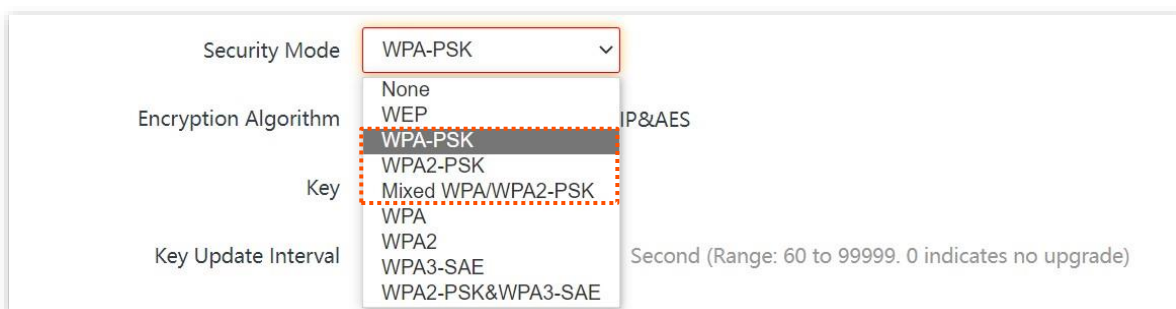 Security Mode WPA-PSK
None
Encryption Algorithm WEP IP&AES
WPA-PSK
WPA2-PSK
Key Mixed WPA/WPA2-PSK
WPA
WPA2
Key Update Interval Second (Range: 60 to 99999. 0 indicates no upgrade)
WPA3-SAE
WPA2-PSK&WPA3-SAE